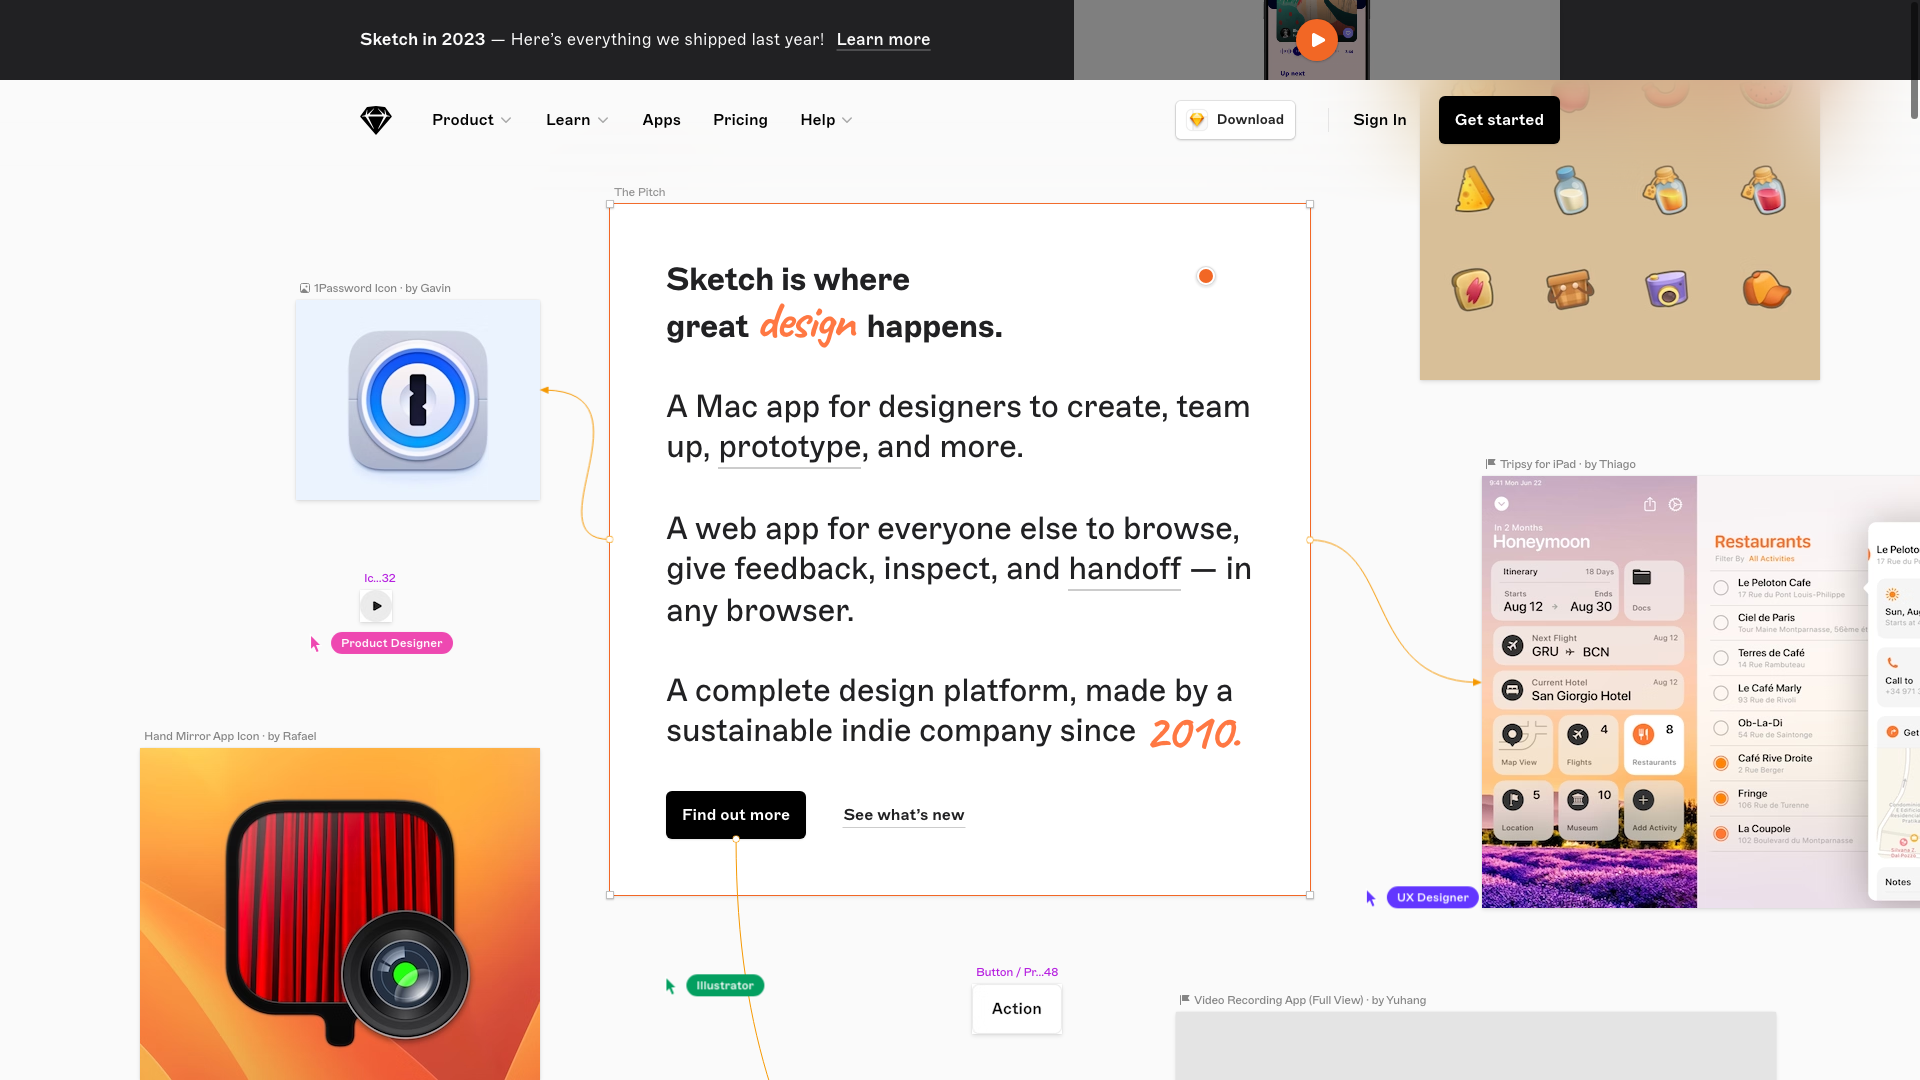 Sketch in 2023 — Here’s everything we shipped last year! Learn more
Up next
Product
Learn
Apps
Pricing
Help
Download
Sign In
Get started
The Pitch
Sketch is where
great design happens.
A Mac app for designers to create, team
up, prototype, and more.
A web app for everyone else to browse,
give feedback, inspect, and handoff — in
any browser.
A complete design platform, made by a
sustainable indie company since 2010.
Find out more
See what’s new
1Password Icon · by Gavin
Ic...32
Product Designer
Hand Mirror App Icon · by Rafael
Illustrator
Button / Pr...48
Action
UX Designer
Video Recording App (Full View) · by Yuhang
Tripsy for iPad · by Thiago
9:41 Mon Jun 22
In 2 Months
Honeymoon
Itinerary
18 Days
Starts
Ends
Aug 12
Aug 30
Docs
Next Flight
Aug 12
GRU
BCN
Current Hotel
Aug 12
San Giorgio Hotel
Map View
4
Flights
8
Restaurants
5
Location
10
Museum
Add Activity
Restaurants
Filter By All Activities
Le Peloton Cafe
17 Rue du Pont Louis-Philippe
Ciel de Paris
Tour Maine Montparnasse, 56ème ét
Terres de Café
14 Rue Rambuteau
Le Café Marly
93 Rue de Rivoli
Ob-La-Di
54 Rue de Saintonge
Café Rive Droite
2 Rue Berger
Fringe
106 Rue de Turenne
La Coupole
102 Boulevard du Montparnasse
Le Peloton
17 Rue du Po
Sun, Aug
Starts at
Call to
+34 971
Get
Notes